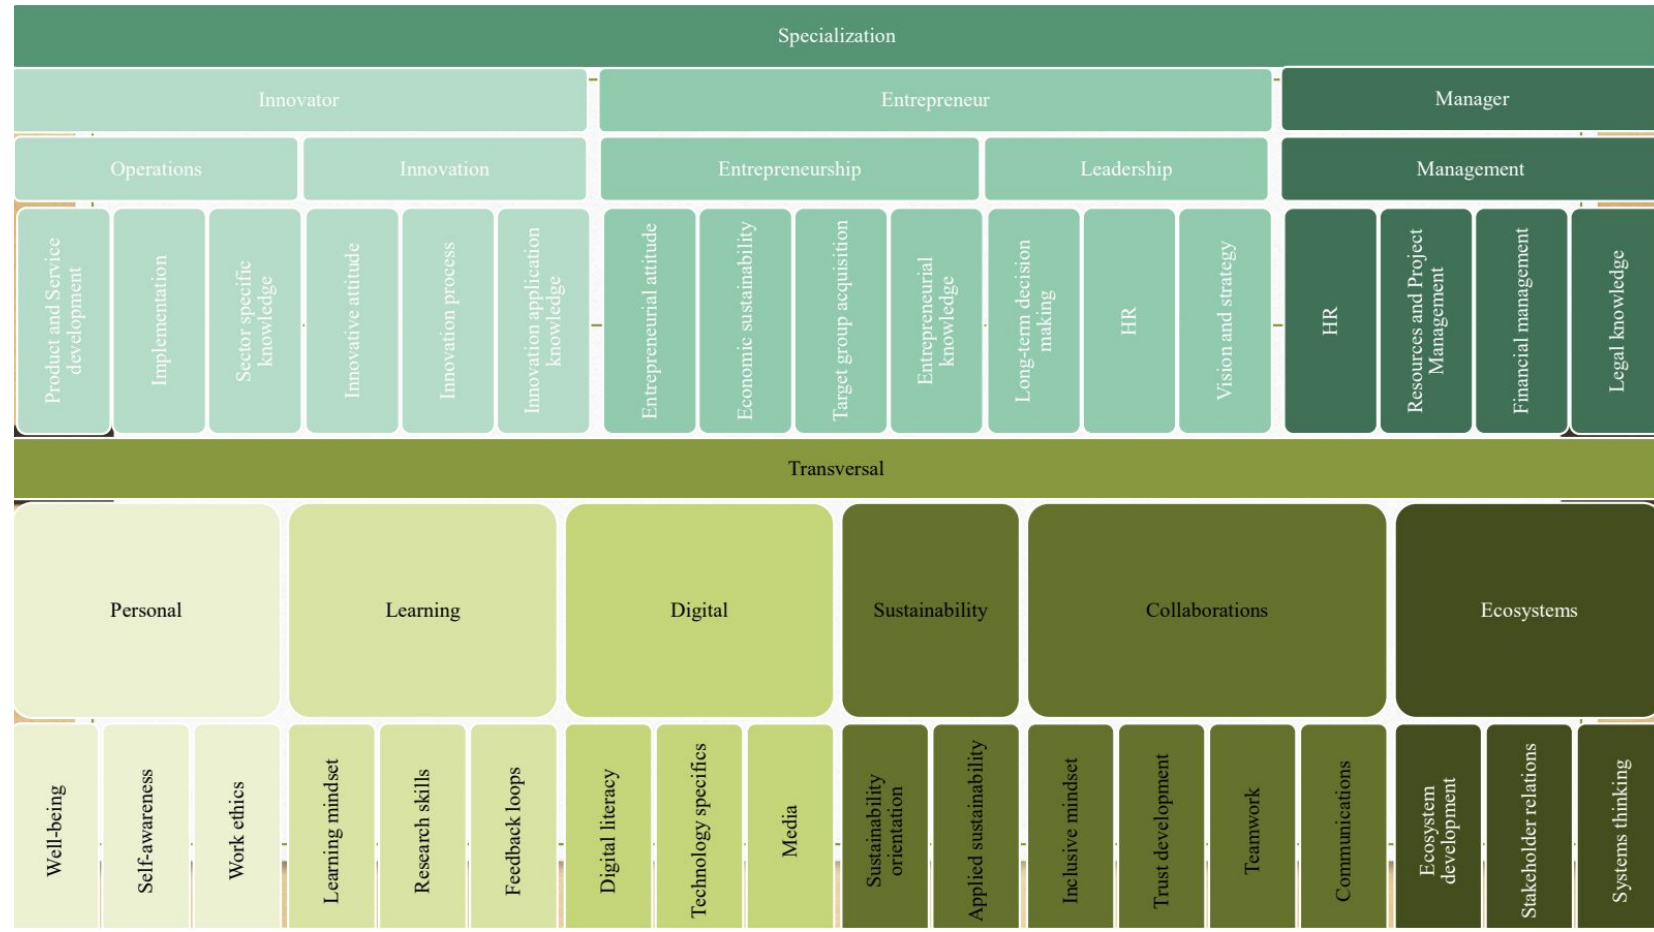 Specialization
Innovator
Entrepreneur
Manager
Operations
Innovation
Entrepreneurship
Leadership
Management
Product and Service
development
Implementation
Sector specific
knowledge
Innovative attitude
Innovation process
Innovation application
knowledge
Entrepreneurial attitude
Economic sustainability
Target group acquisition
Entrepreneurial
knowledge
Long-term decision
making
HR
Vision and strategy
HR
Resources and Project
Management
Financial management
Legal knowledge
Transversal
Personal
Learning
Digital
Sustainability
Collaborations
Ecosystems
Well-being
Self-awareness
Work ethics
Learning mindset
Research skills
Feedback loops
Digital literacy
Technology specifics
Media
Sustainability
orientation
Applied sustainability
Inclusive mindset
Trust development
Teamwork
Communications
Ecosystem
development
Stakeholder relations
Systems thinking